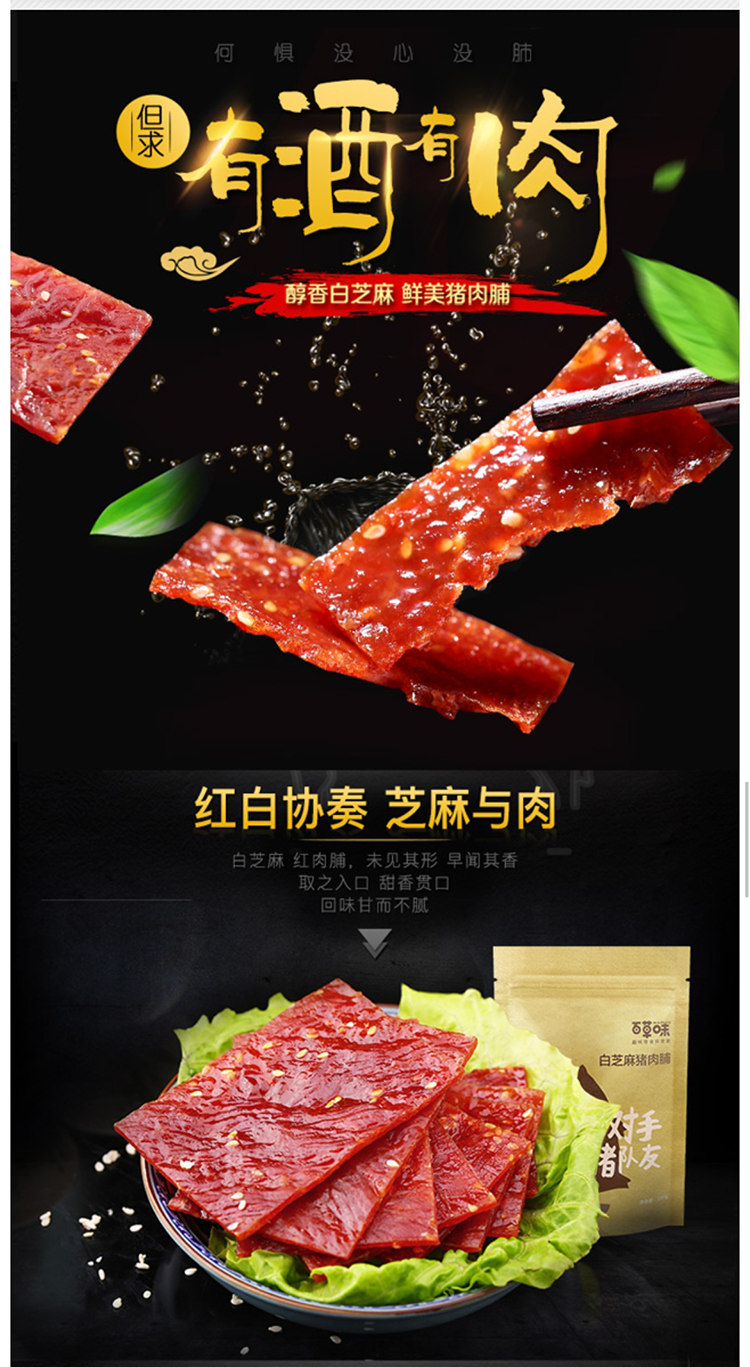 何惧没心没肺
但求
有酒有肉
醇香白芝麻 鲜美猪肉脯
红白协奏 芝麻与肉
白芝麻 红肉脯，未见其形 早闻其香
取之入口 甜香贯口
回味甘而不腻
百草味
白芝麻猪肉脯
对手
队友